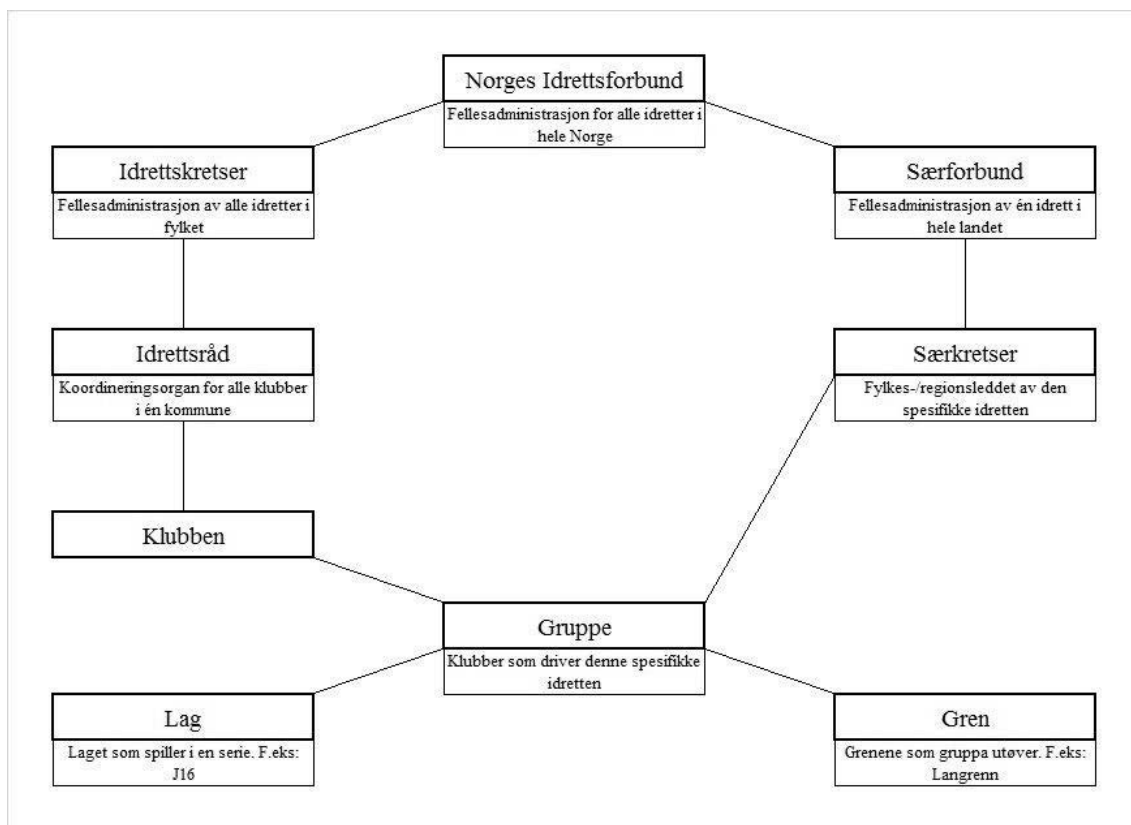 Norges Idrettsforbund
Fellesadministrasjon for alle idretter i
hele Norge
Idrettskretser
Fellesadministrasjon av alle idretter i
fylket
Særforbund
Fellesadministrasjon av én idrett i
hele landet
Idrettsråd
Koordineringsorgan for alle klubber
i én kommune
Særkretser
Fylkes-/regionsleddet av den
spesifikke idretten
Klubben
Gruppe
Klubber som driver denne spesifikke
idretten
Lag
Laget som spiller i en serie. F.eks:
J16
Gren
Grenene som gruppa utøver. F.eks:
Langrenn